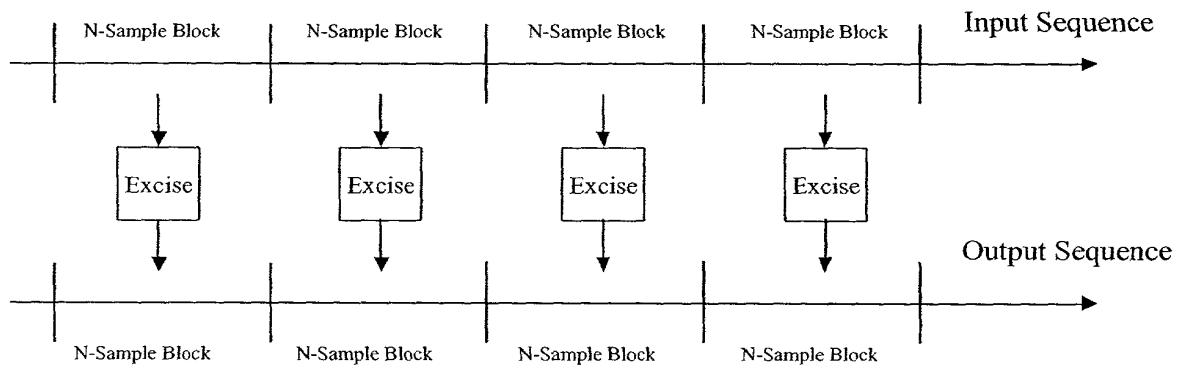 N-Sample Block N-Sample Block N-Sample Block N-Sample Block Input Sequence
Excise Excise Excise Excise
Output Sequence
N-Sample Block N-Sample Block N-Sample Block N-Sample Block